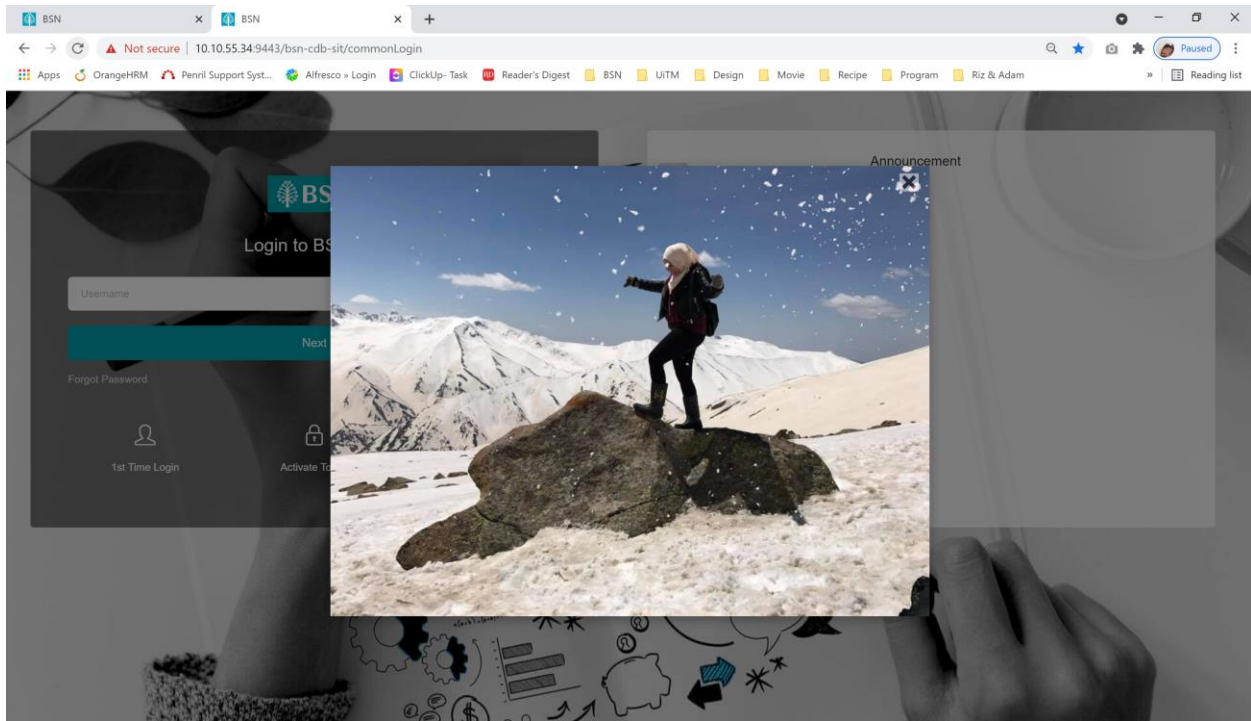 BSN
BSN
Not secure 10.10.55.34:9443/bsn-cdb-sit/commonLogin
Paused
Apps OrangeHRM Penril Support Syst... Alfresco » Login ClickUp- Task Reader's Digest BSN UiTM Design Movie Recipe Program Riz & Adam » Reading list
BS
Login to BS
Username
Next
Forgot Password
1st Time Login
Activate To
Announcement